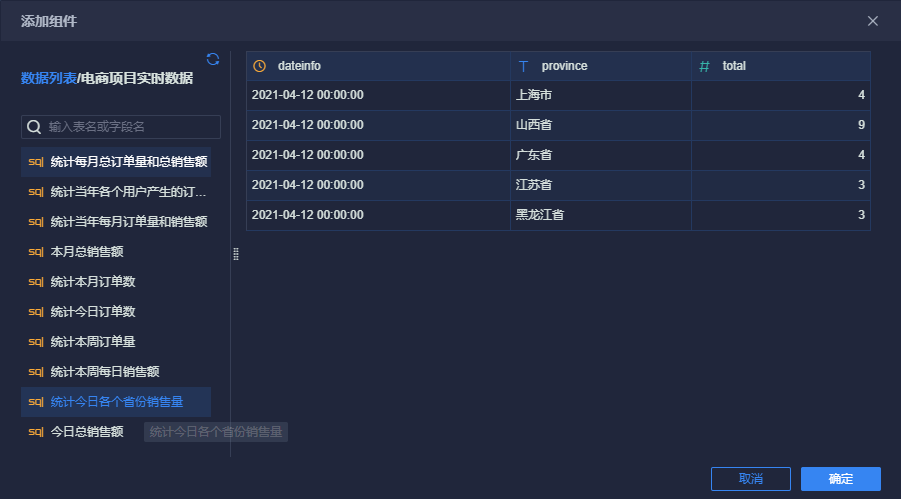 添加组件
数据列表/电商项目实时数据
输入表名或字段名
sql 统计每月总订单量和总销售额
sql 统计当年各个用户产生的订...
sql 统计当年每月订单量和销售额
sql 本月总销售额
sql 统计本月订单数
sql 统计今日订单数
sql 统计本周订单量
sql 统计本周每日销售额
sql 统计今日各个省份销售量
sql 今日总销售额
统计今日各个省份销售量
dateinfo T province # total
2021-04-12 00:00:00 上海市 4
2021-04-12 00:00:00 山西省 9
2021-04-12 00:00:00 广东省 4
2021-04-12 00:00:00 江苏省 3
2021-04-12 00:00:00 黑龙江省 3
取消 确定